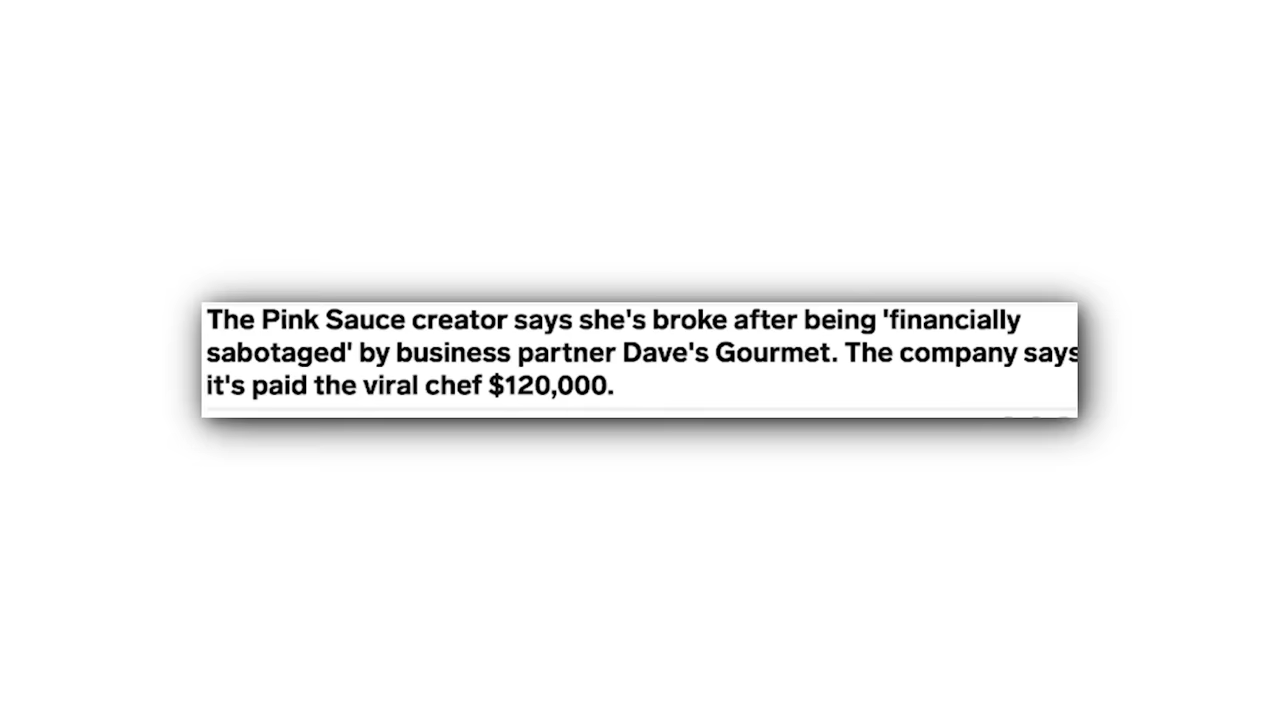 The Pink Sauce creator says she's broke after being 'financially
sabotaged' by business partner Dave's Gourmet. The company says
it's paid the viral chef $120,000.